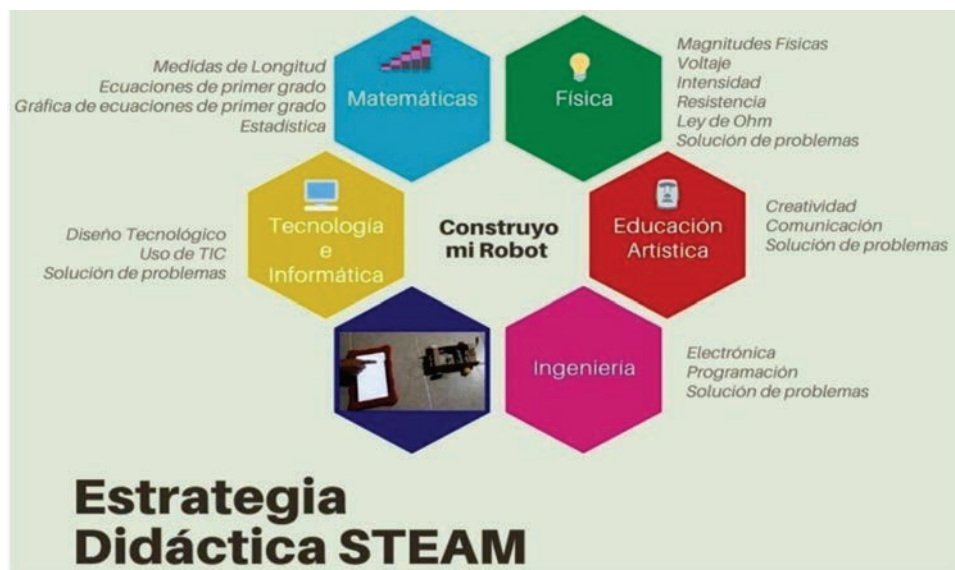 Medidas de Longitud
Ecuaciones de primer grado
Gráfica de ecuaciones de primer grado
Estadística
Matemáticas
Física
Magnitudes Físicas
Voltaje
Intensidad
Resistencia
Ley de Ohm
Solución de problemas
Diseño Tecnológico
Uso de TIC
Solución de problemas
Tecnología
e
Informática
Construyo
mi Robot
Educación
Artística
Creatividad
Comunicación
Solución de problemas
Ingeniería
Electrónica
Programación
Solución de problemas
Estrategia
Didáctica STEAM